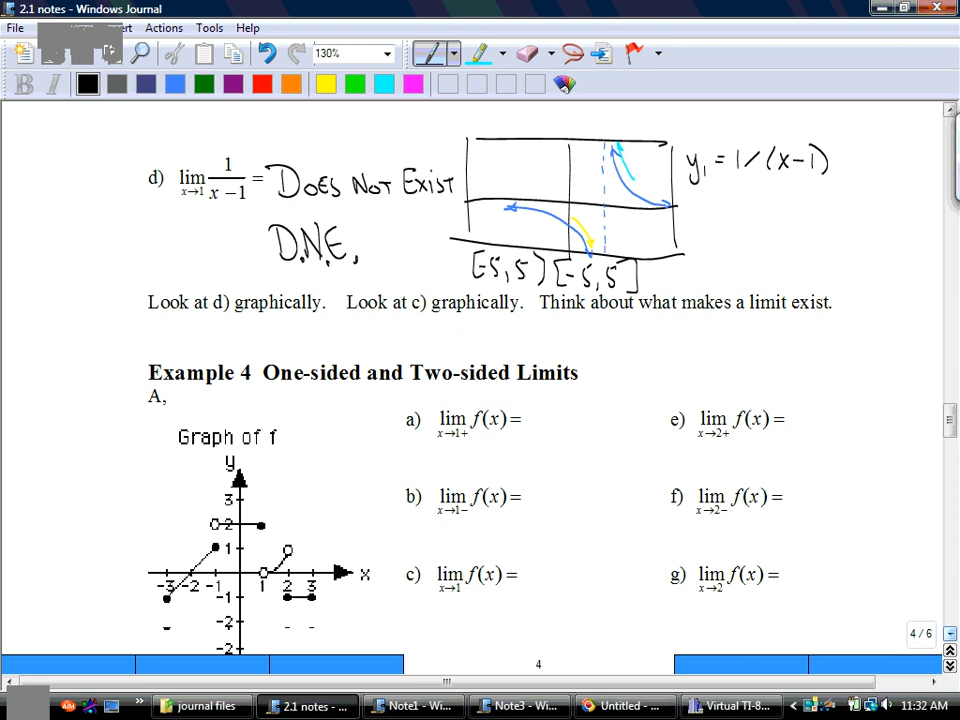 2.1 notes - Windows Journal
File
Actions
Tools
Help
130%
B I
d) lim x→1 1/(x − 1) = DOES NOT EXIST
D.N.E.
y₁ = 1/(x-1)
[-5, 5] [-5, 5]
Look at d) graphically. Look at c) graphically. Think about what makes a limit exist.
Example 4 One-sided and Two-sided Limits
A,
Graph of f
y
3
2
1
-3 -2 -1 1 2 3 x
-1
-2
-2
a) lim x→1+ f(x) =
b) lim x→1− f(x) =
c) lim x→1 f(x) =
e) lim x→2+ f(x) =
f) lim x→2− f(x) =
g) lim x→2 f(x) =
4 / 6
4
journal files
2.1 notes - ...
Note1 - Wi...
Note3 - Wi...
Untitled - ...
Virtual TI-8...
11:32 AM